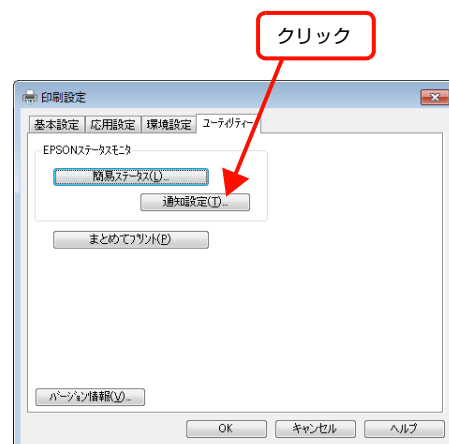 クリック
印刷設定
基本設定 応用設定 環境設定 ユーティリティー
EPSONステータスモニタ
簡易ステータス(L)...
通知設定(T)...
まとめてプリント(P)
バージョン情報(V)...
OK キャンセル ヘルプ